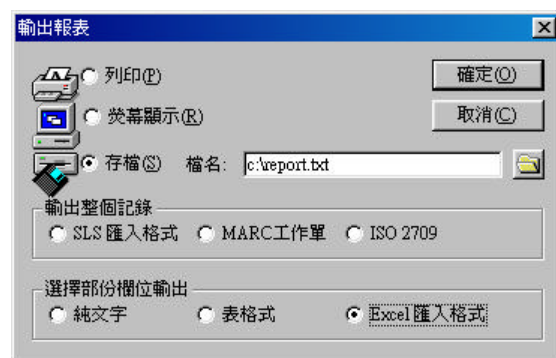 輸出報表
列印(P)
確定(O)
熒幕顯示(R)
取消(C)
存檔(S) 檔名: c:\report.txt
輸出整個記錄
SLS 匯入格式 MARC工作單 ISO 2709
選擇部份欄位輸出
純文字 表格式 Excel 匯入格式